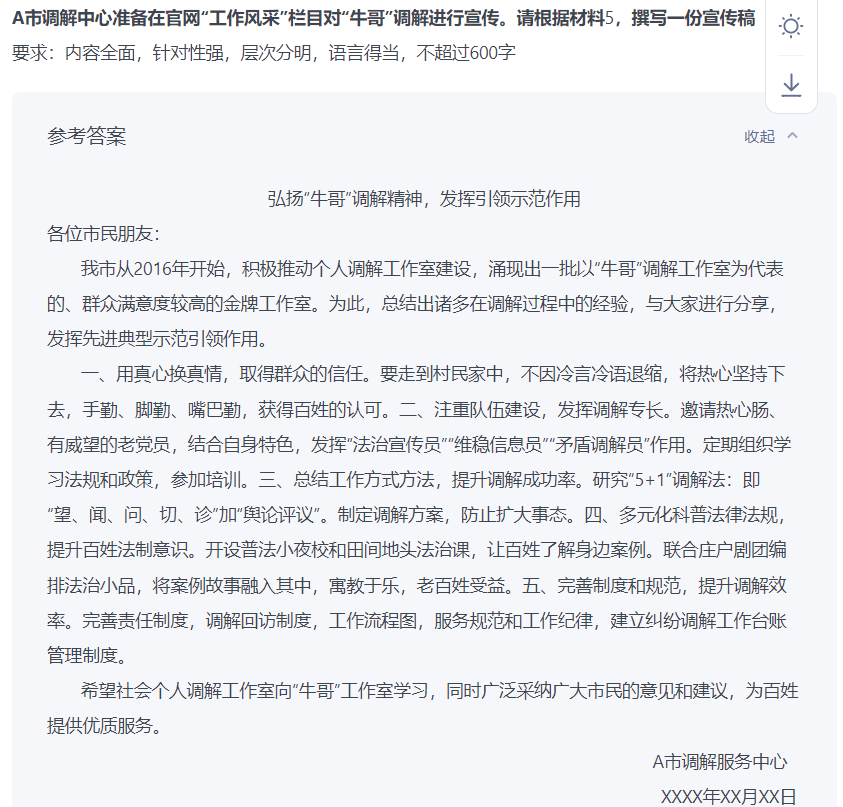 A市调解中心准备在官网“工作风采”栏目对“牛哥”调解进行宣传。请根据材料5，撰写一份宣传稿
要求：内容全面，针对性强，层次分明，语言得当，不超过600字
参考答案
收起
弘扬“牛哥”调解精神，发挥引领示范作用
各位市民朋友：
我市从2016年开始，积极推动个人调解工作室建设，涌现出一批以“牛哥”调解工作室为代表
的、群众满意度较高的金牌工作室。为此，总结出诸多在调解过程中的经验，与大家进行分享，
发挥先进典型示范引领作用。
一、用真心换真情，取得群众的信任。要走到村民家中，不因冷言冷语退缩，将热心坚持下
去，手勤、脚勤、嘴巴勤，获得百姓的认可。二、注重队伍建设，发挥调解专长。邀请热心肠、
有威望的老党员，结合自身特色，发挥“法治宣传员”“维稳信息员”“矛盾调解员”作用。定期组织学
习法规和政策，参加培训。三、总结工作方式方法，提升调解成功率。研究“5+1”调解法：即
“望、闻、问、切、诊”加“舆论评议”。制定调解方案，防止扩大事态。四、多元化科普法律法规，
提升百姓法制意识。开设普法小夜校和田间地头法治课，让百姓了解身边案例。联合庄户剧团编
排法治小品，将案例故事融入其中，寓教于乐，老百姓受益。五、完善制度和规范，提升调解效
率。完善责任制度，调解回访制度，工作流程图，服务规范和工作纪律，建立纠纷调解工作台账
管理制度。
希望社会个人调解工作室向“牛哥”工作室学习，同时广泛采纳广大市民的意见和建议，为百姓
提供优质服务。
A市调解服务中心
XXXX年XX月XX日